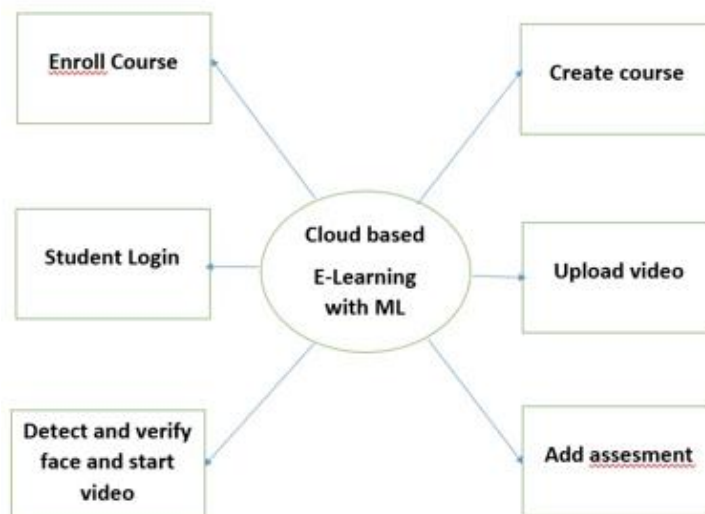 Enroll Course
Create course
Student Login
Cloud based
E-Learning
with ML
Upload video
Detect and verify
face and start
video
Add assesment